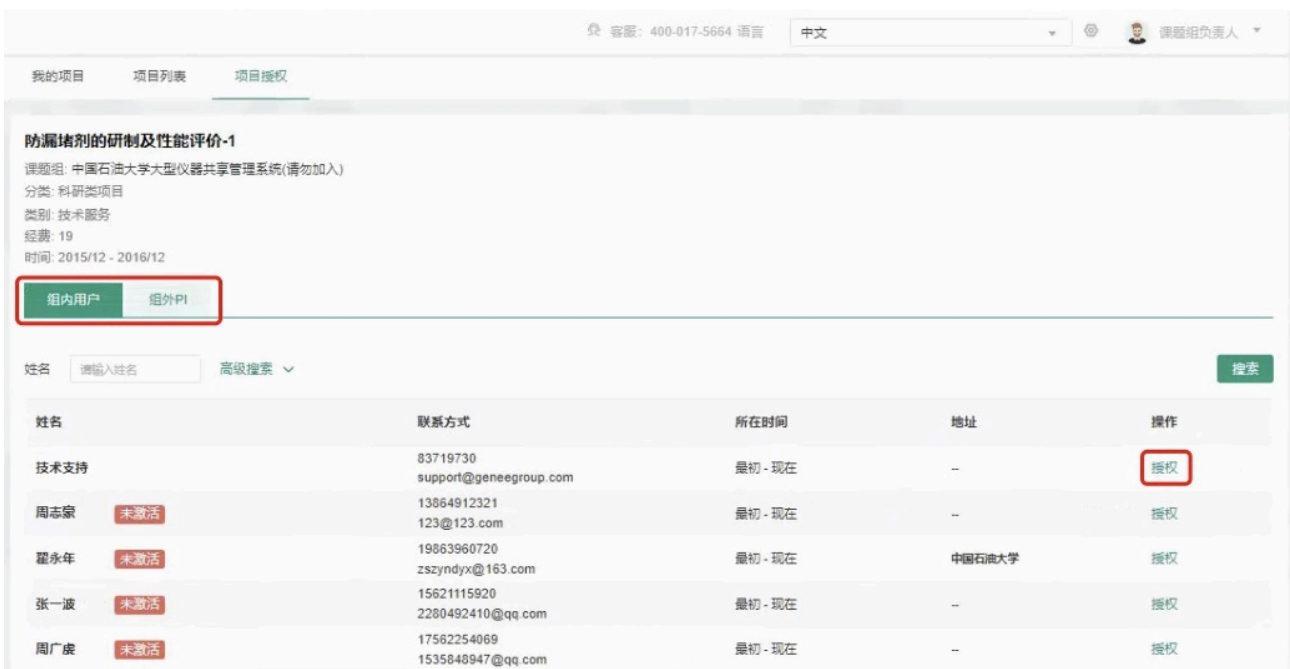 客服：400-017-5664 语言 中文 课题组负责人
我的项目 项目列表 项目授权
防漏堵剂的研制及性能评价-1
课题组: 中国石油大学大型仪器共享管理系统(请勿加入)
分类: 科研类项目
类别: 技术服务
经费: 19
时间: 2015/12 - 2016/12
组内用户 组外PI
姓名 请输入姓名 高级搜索 搜索
姓名 联系方式 所在时间 地址 操作
技术支持 83719730 最初 - 现在 -- 授权
support@geneegroup.com
周志豪 未激活 13864912321 最初 - 现在 -- 授权
123@123.com
翟永年 未激活 19863960720 最初 - 现在 中国石油大学 授权
zszyndyx@163.com
张一波 未激活 15621115920 最初 - 现在 -- 授权
2280492410@qq.com
周广虔 未激活 17562254069 最初 - 现在 -- 授权
1535848947@qq.com